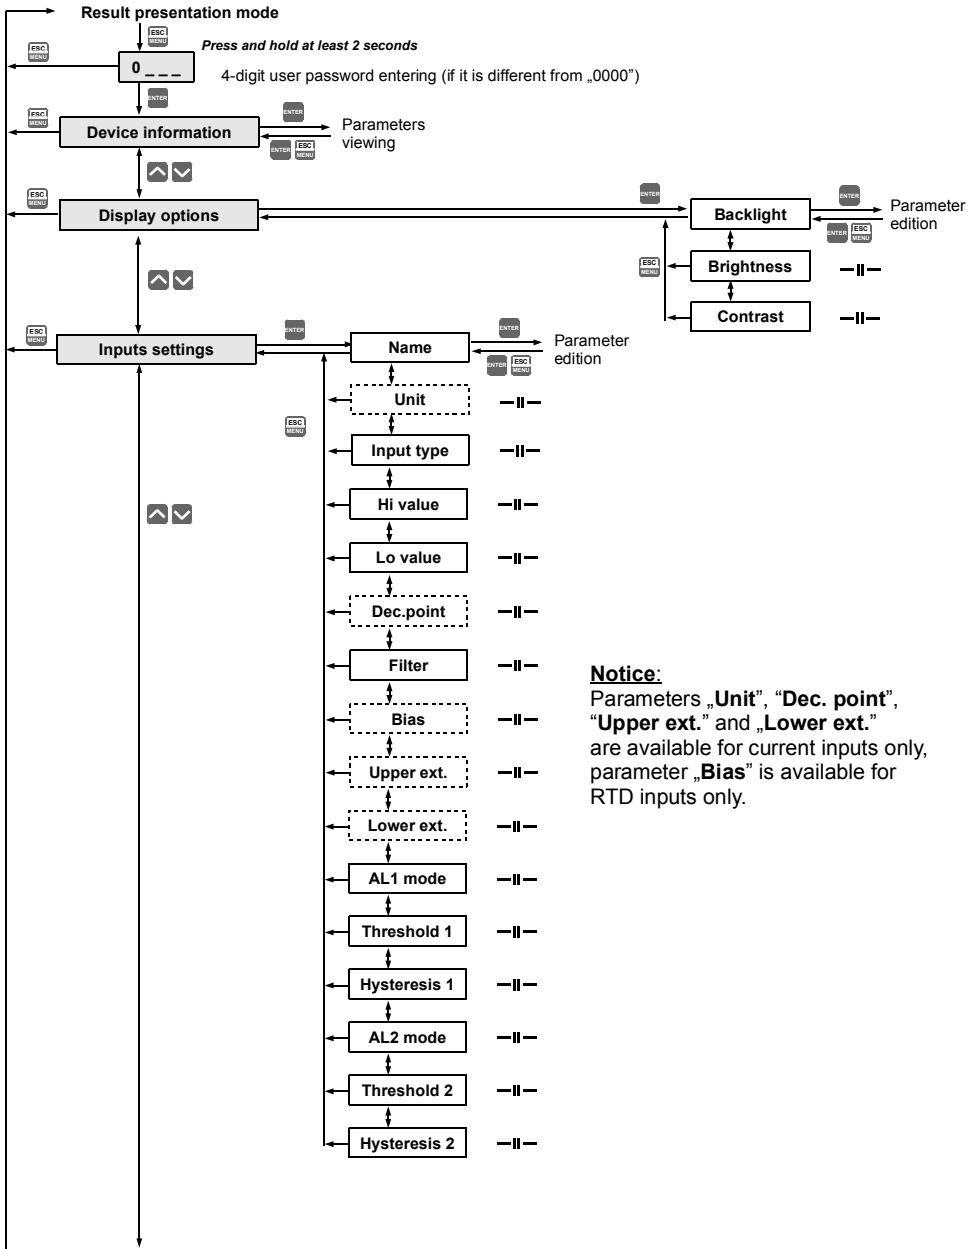 Result presentation mode
ESC
MENU
Press and hold at least 2 seconds
ESC
MENU
0 _ _ _
4-digit user password entering (if it is different from „0000”)
ENTER
ENTER
ESC
MENU
Device information
Parameters
viewing
ENTER
ESC
MENU
ESC
MENU
Display options
ENTER
Backlight
ENTER
Parameter
edition
ENTER
ESC
MENU
ESC
MENU
Brightness
Contrast
ESC
MENU
Inputs settings
ENTER
Name
ENTER
Parameter
edition
ENTER
ESC
MENU
ESC
MENU
Unit
Input type
Hi value
Lo value
Dec.point
Filter
Bias
Upper ext.
Lower ext.
AL1 mode
Threshold 1
Hysteresis 1
AL2 mode
Threshold 2
Hysteresis 2
Notice:
Parameters „Unit”, “Dec. point”,
“Upper ext.” and „Lower ext.”
are available for current inputs only,
parameter „Bias” is available for
RTD inputs only.